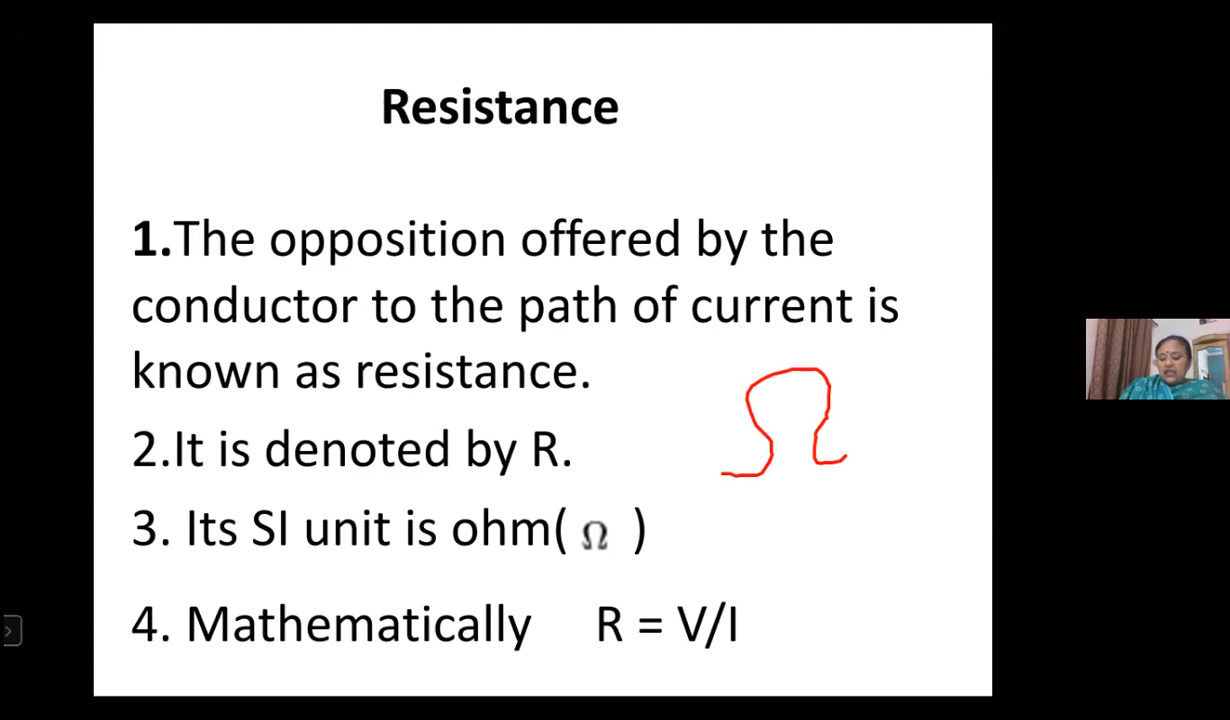 Resistance
1.The opposition offered by the
conductor to the path of current is
known as resistance.
Ω
2.It is denoted by R.
3. Its SI unit is ohm( Ω )
4. Mathematically R = V/I